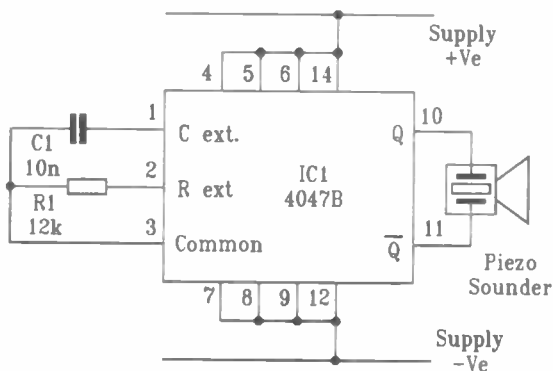 Supply
+Ve
4 5 6 14
1
C ext.
C1
10n
2
R ext
R1
12k
3
Common
IC1
4047B
10
Q
11
Q̅
Piezo
Sounder
7 8 9 12
Supply
−Ve